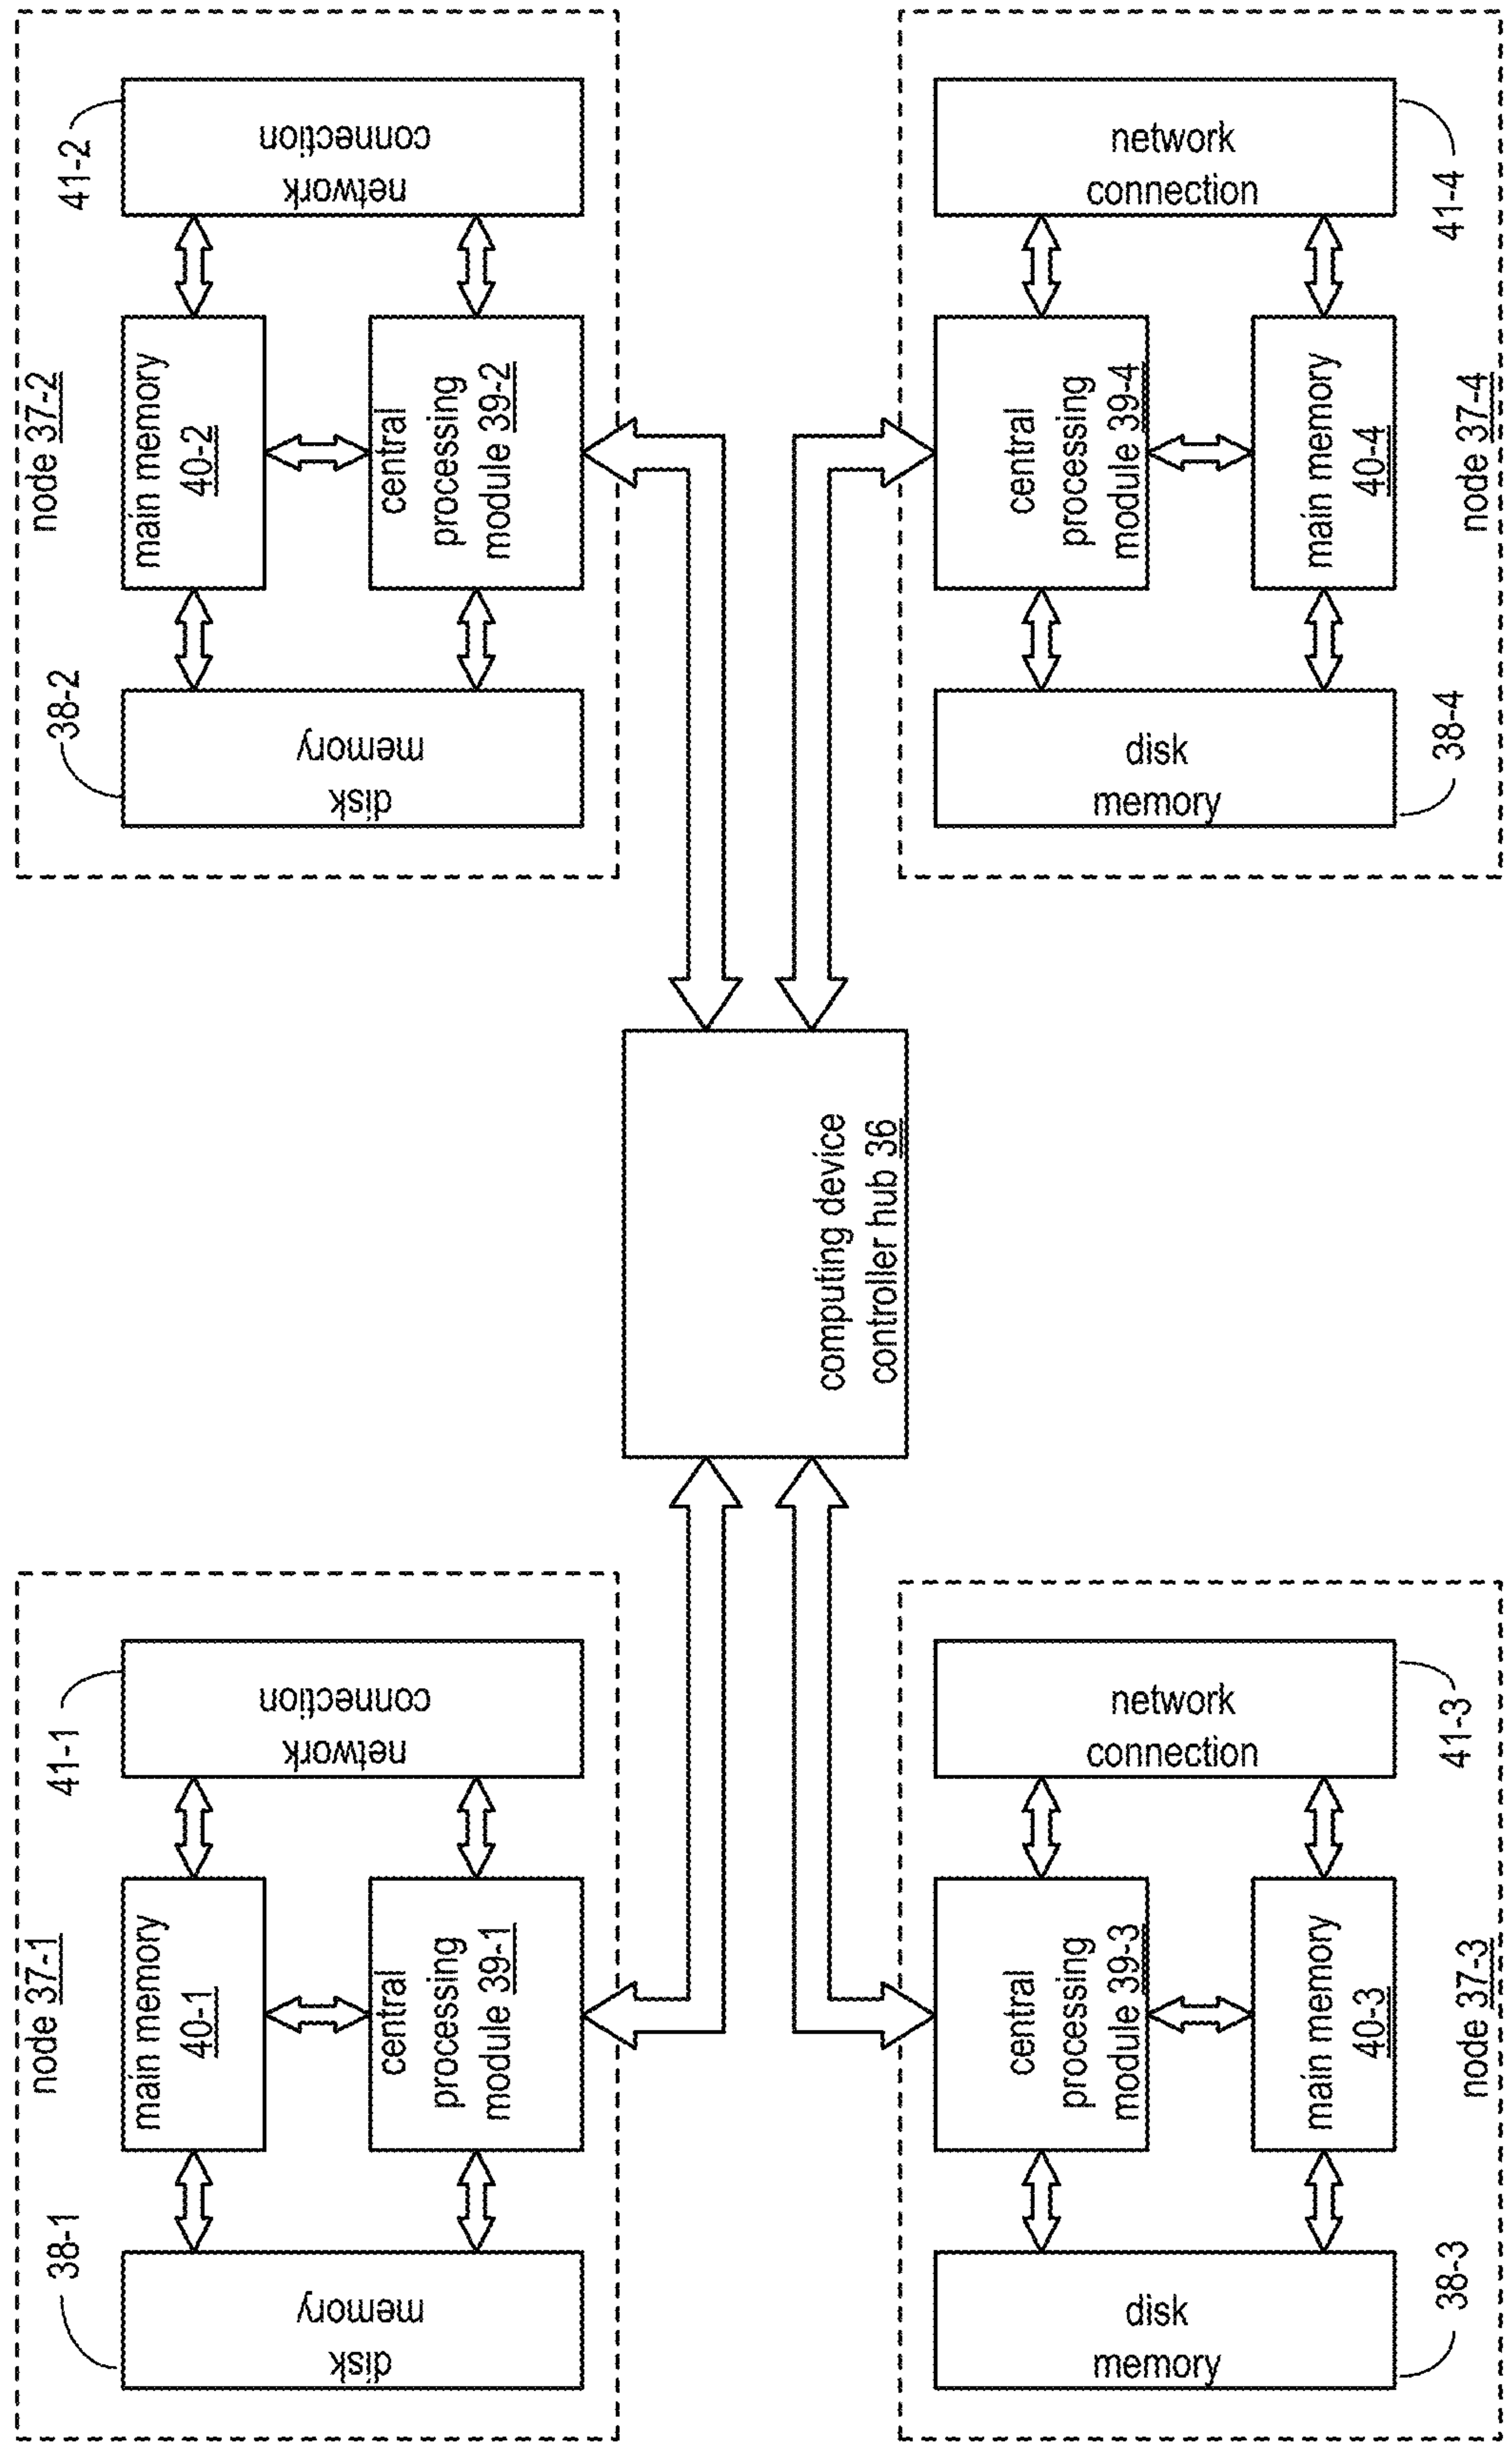 node 37-1
main memory
40-1
central
processing
module 39-1
38-1
disk
memory
41-1
network
connection
node 37-2
main memory
40-2
central
processing
module 39-2
38-2
disk
memory
41-2
network
connection
computing device
controller hub 36
central
processing
module 39-3
main memory
40-3
node 37-3
disk
memory
38-3
network
connection
41-3
central
processing
module 39-4
main memory
40-4
node 37-4
disk
memory
38-4
network
connection
41-4